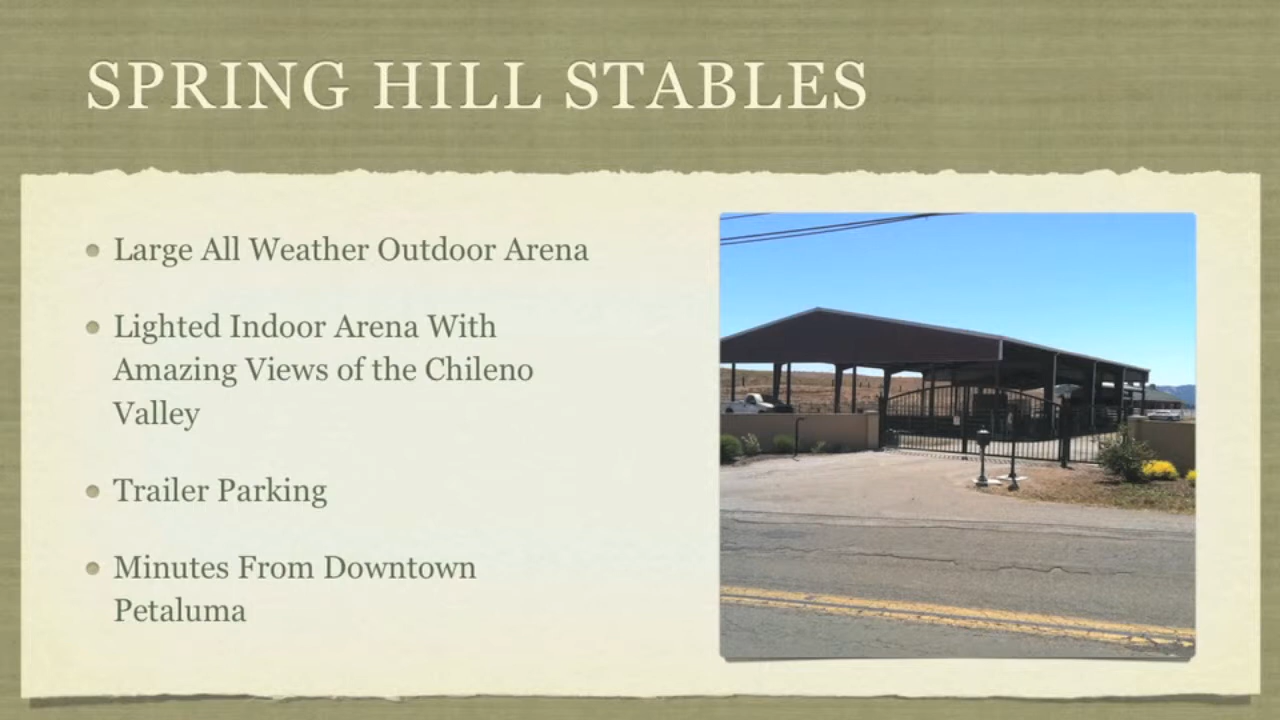 SPRING HILL STABLES
Large All Weather Outdoor Arena
Lighted Indoor Arena With
Amazing Views of the Chileno
Valley
Trailer Parking
Minutes From Downtown
Petaluma